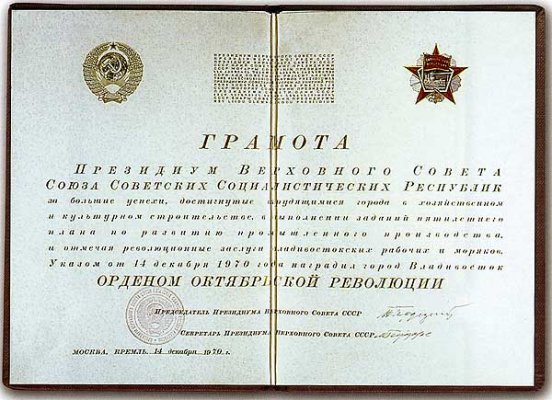 ГРАМОТА
ПРЕЗИДИУМ ВЕРХОВНОГО СОВЕТА
СОЮЗА СОВЕТСКИХ СОЦИАЛИСТИЧЕСКИХ РЕСПУБЛИК
за большие успехи, достигнутые трудящимися города в хозяйственном
и культурном строительстве, в выполнении заданий пятилетнего
плана по развитию промышленного производства,
и отмечая революционные заслуги владивостокских рабочих и моряков,
Указом от 14 декабря 1970 года наградил город Владивосток
ОРДЕНОМ ОКТЯБРЬСКОЙ РЕВОЛЮЦИИ
ПРЕДСЕДАТЕЛЬ ПРЕЗИДИУМА ВЕРХОВНОГО СОВЕТА СССР
СЕКРЕТАРЬ ПРЕЗИДИУМА ВЕРХОВНОГО СОВЕТА СССР
МОСКВА, КРЕМЛЬ. 14 декабря 1970 г.